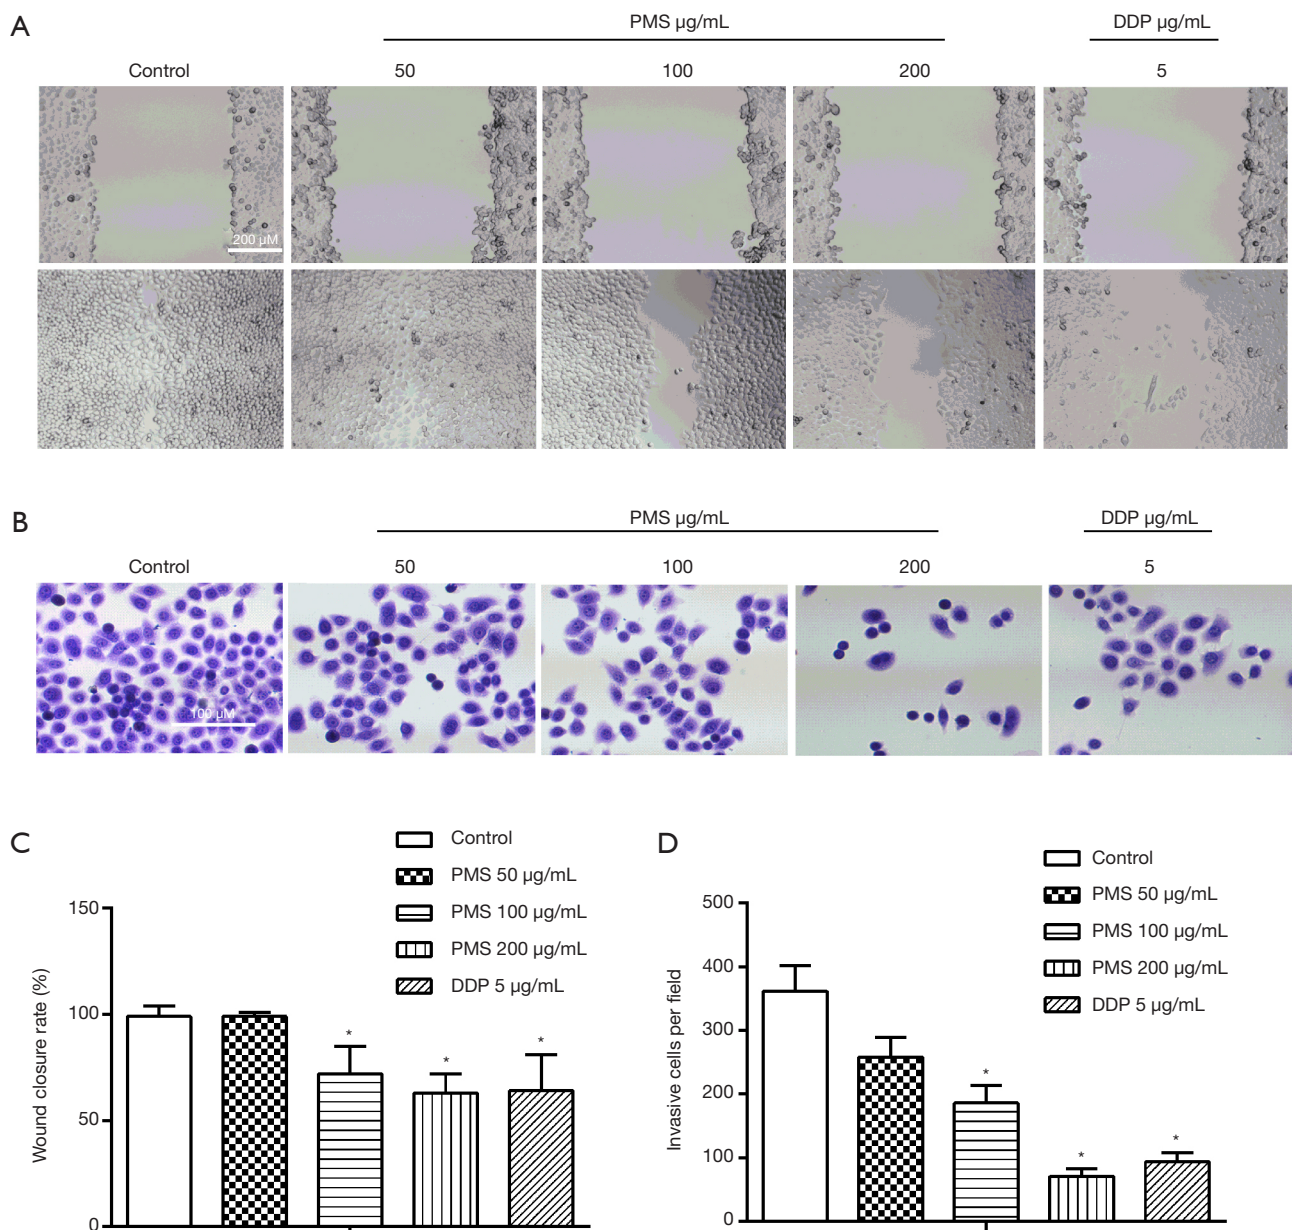 A
PMS µg/mL
DDP µg/mL
Control
50
100
200
5
200 µM
B
PMS µg/mL
DDP µg/mL
Control
50
100
200
5
100 µM
C
Control
PMS 50 µg/mL
PMS 100 µg/mL
PMS 200 µg/mL
DDP 5 µg/mL
Wound closure rate (%)
150
100
50
0
*
*
*
D
Control
PMS 50 µg/mL
PMS 100 µg/mL
PMS 200 µg/mL
DDP 5 µg/mL
Invasive cells per field
500
400
300
200
100
0
*
*
*